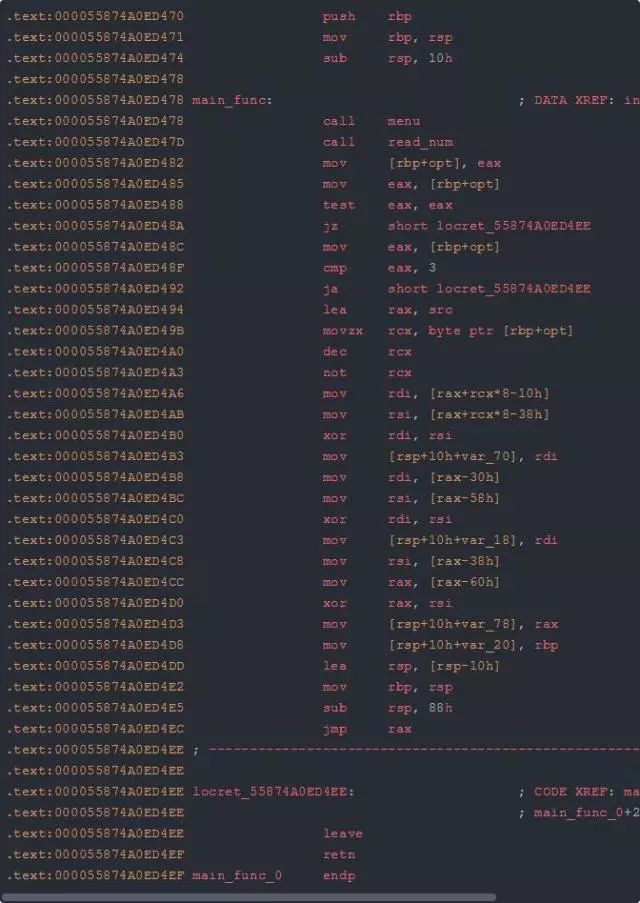 .text:000055874A0ED470 push rbp
.text:000055874A0ED471 mov rbp, rsp
.text:000055874A0ED474 sub rsp, 10h
.text:000055874A0ED478
.text:000055874A0ED478 main_func: ; DATA XREF: in
.text:000055874A0ED478 call menu
.text:000055874A0ED47D call read_num
.text:000055874A0ED482 mov [rbp+opt], eax
.text:000055874A0ED485 mov eax, [rbp+opt]
.text:000055874A0ED488 test eax, eax
.text:000055874A0ED48A jz short locret_55874A0ED4EE
.text:000055874A0ED48C mov eax, [rbp+opt]
.text:000055874A0ED48F cmp eax, 3
.text:000055874A0ED492 ja short locret_55874A0ED4EE
.text:000055874A0ED494 lea rax, src
.text:000055874A0ED49B movzx rcx, byte ptr [rbp+opt]
.text:000055874A0ED4A0 dec rcx
.text:000055874A0ED4A3 not rcx
.text:000055874A0ED4A6 mov rdi, [rax+rcx*8-10h]
.text:000055874A0ED4AB mov rsi, [rax+rcx*8-38h]
.text:000055874A0ED4B0 xor rdi, rsi
.text:000055874A0ED4B3 mov [rsp+10h+var_70], rdi
.text:000055874A0ED4B8 mov rdi, [rax-30h]
.text:000055874A0ED4BC mov rsi, [rax-58h]
.text:000055874A0ED4C0 xor rdi, rsi
.text:000055874A0ED4C3 mov [rsp+10h+var_18], rdi
.text:000055874A0ED4C8 mov rsi, [rax-38h]
.text:000055874A0ED4CC mov rax, [rax-60h]
.text:000055874A0ED4D0 xor rax, rsi
.text:000055874A0ED4D3 mov [rsp+10h+var_78], rax
.text:000055874A0ED4D8 mov [rsp+10h+var_20], rbp
.text:000055874A0ED4DD lea rsp, [rsp-10h]
.text:000055874A0ED4E2 mov rbp, rsp
.text:000055874A0ED4E5 sub rsp, 88h
.text:000055874A0ED4EC jmp rax
.text:000055874A0ED4EE ; ---------------------------------------------------
.text:000055874A0ED4EE
.text:000055874A0ED4EE locret_55874A0ED4EE: ; CODE XREF: ma
.text:000055874A0ED4EE ; main_func_0+2
.text:000055874A0ED4EE leave
.text:000055874A0ED4EF retn
.text:000055874A0ED4EF main_func_0 endp